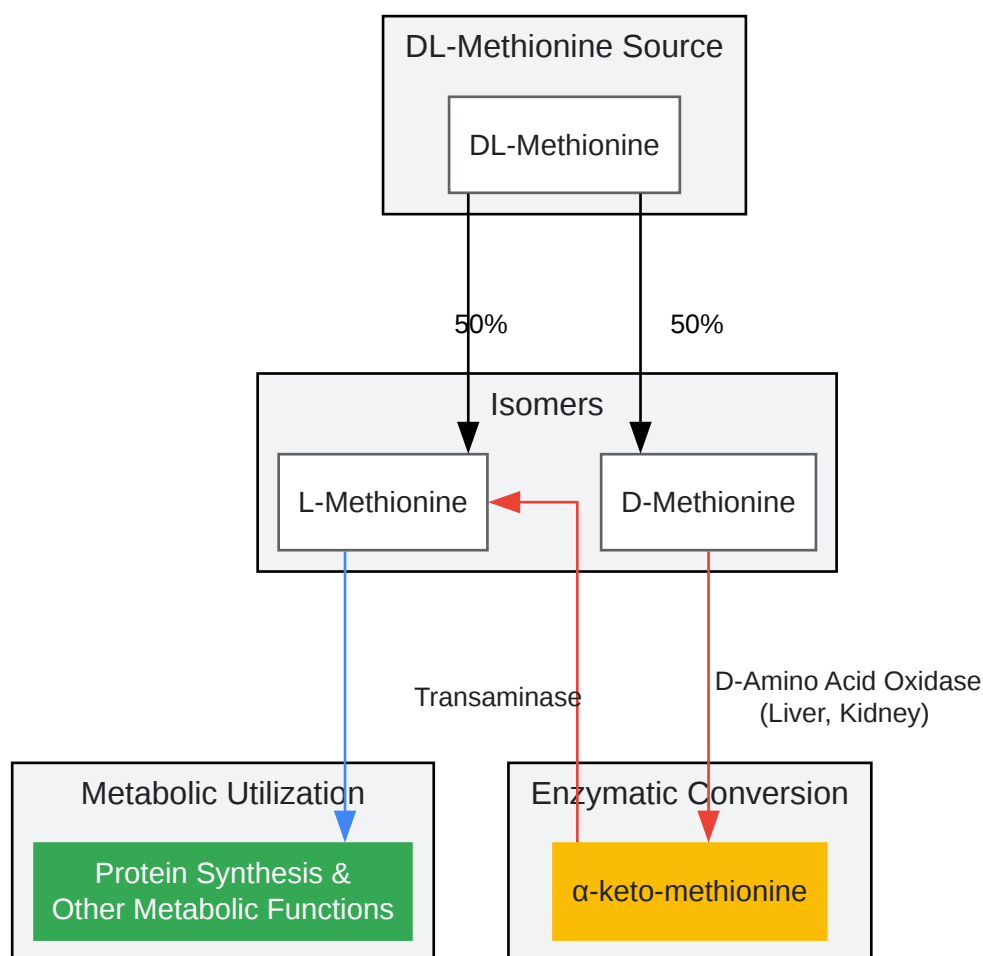 DL-Methionine Source
DL-Methionine
50%
50%
Isomers
L-Methionine
D-Methionine
Transaminase
D-Amino Acid Oxidase
(Liver, Kidney)
Metabolic Utilization
Enzymatic Conversion
Protein Synthesis &
Other Metabolic Functions
α-keto-methionine